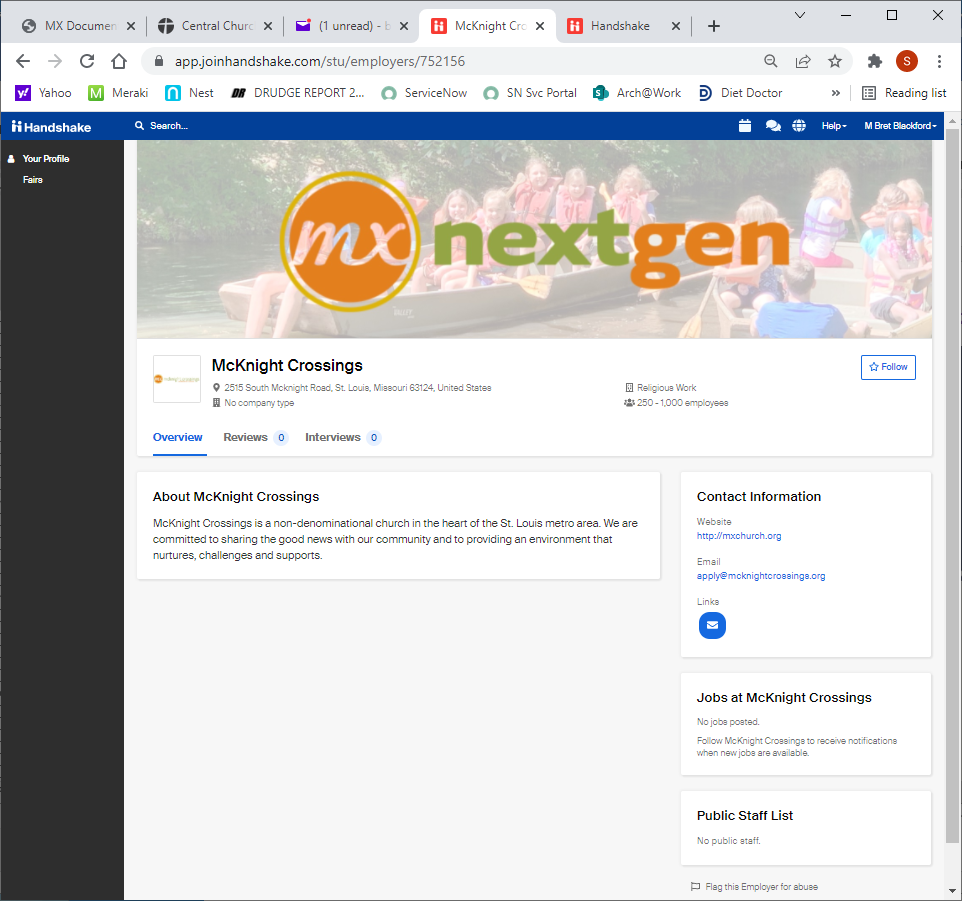 MX Documen
Central Churc
(1 unread) - b
McKnight Cro
Handshake
app.joinhandshake.com/stu/employers/752156
S
Yahoo
Meraki
Nest
DR DRUDGE REPORT 2...
ServiceNow
SN Svc Portal
Arch@Work
Diet Doctor
»
Reading list
Handshake
Search...
Help
M Bret Blackford
Your Profile
Fairs
mx nextgen
McKnight Crossings
Follow
2515 South Mcknight Road, St. Louis, Missouri 63124, United States
Religious Work
No company type
250 - 1,000 employees
Overview
Reviews 0
Interviews 0
About McKnight Crossings
McKnight Crossings is a non-denominational church in the heart of the St. Louis metro area. We are
committed to sharing the good news with our community and to providing an environment that
nurtures, challenges and supports.
Contact Information
Website
http://mxchurch.org
Email
apply@mcknightcrossings.org
Links
Jobs at McKnight Crossings
No jobs posted.
Follow McKnight Crossings to receive notifications
when new jobs are available.
Public Staff List
No public staff.
Flag this Employer for abuse